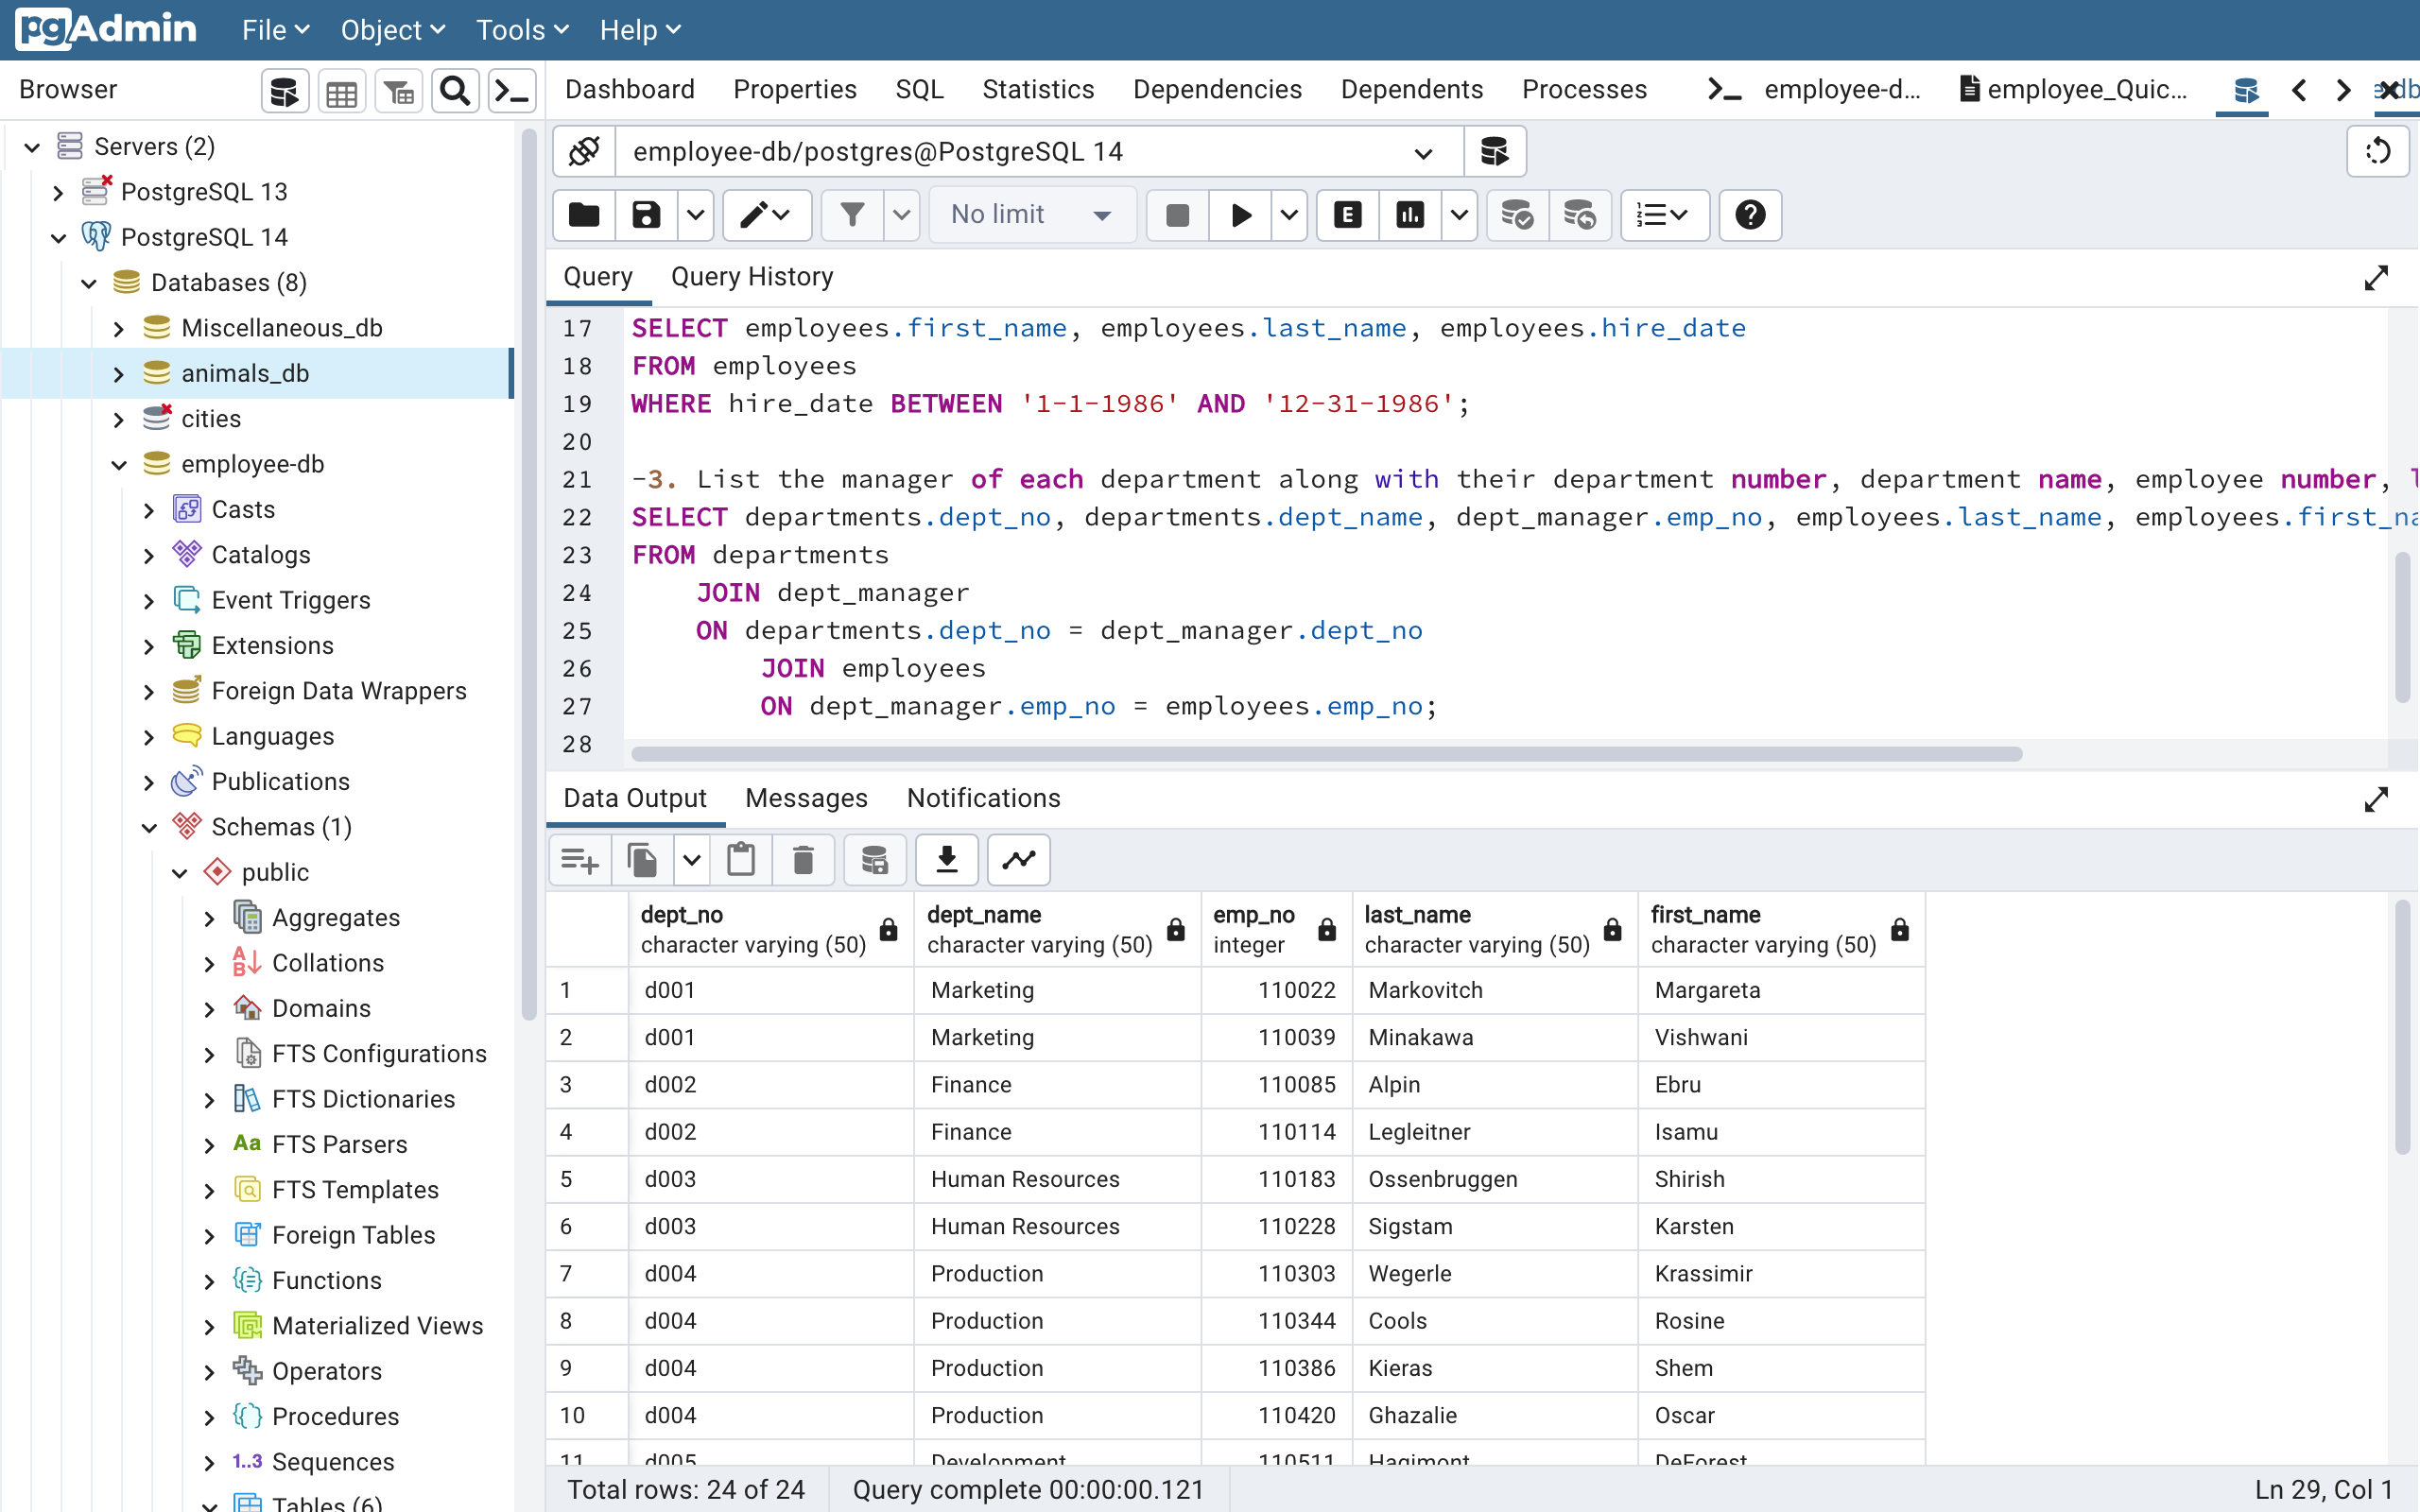 pgAdmin File Object Tools Help
Browser
Dashboard Properties SQL Statistics Dependencies Dependents Processes employee-d... employee_Quic...
Servers (2)
PostgreSQL 13
PostgreSQL 14
Databases (8)
Miscellaneous_db
animals_db
cities
employee-db
Casts
Catalogs
Event Triggers
Extensions
Foreign Data Wrappers
Languages
Publications
Schemas (1)
public
Aggregates
Collations
Domains
FTS Configurations
FTS Dictionaries
Aa FTS Parsers
FTS Templates
Foreign Tables
Functions
Materialized Views
Operators
Procedures
1..3 Sequences
Tables (6)
employee-db/postgres@PostgreSQL 14
No limit
E
Query Query History
17 SELECT employees.first_name, employees.last_name, employees.hire_date
18 FROM employees
19 WHERE hire_date BETWEEN '1-1-1986' AND '12-31-1986';
20
21 -3. List the manager of each department along with their department number, department name, employee number,
22 SELECT departments.dept_no, departments.dept_name, dept_manager.emp_no, employees.last_name, employees.first_na
23 FROM departments
24 JOIN dept_manager
25 ON departments.dept_no = dept_manager.dept_no
26 JOIN employees
27 ON dept_manager.emp_no = employees.emp_no;
28
Data Output Messages Notifications
dept_no dept_name emp_no last_name first_name
character varying (50) character varying (50) integer character varying (50) character varying (50)
1 d001 Marketing 110022 Markovitch Margareta
2 d001 Marketing 110039 Minakawa Vishwani
3 d002 Finance 110085 Alpin Ebru
4 d002 Finance 110114 Legleitner Isamu
5 d003 Human Resources 110183 Ossenbruggen Shirish
6 d003 Human Resources 110228 Sigstam Karsten
7 d004 Production 110303 Wegerle Krassimir
8 d004 Production 110344 Cools Rosine
9 d004 Production 110386 Kieras Shem
10 d004 Production 110420 Ghazalie Oscar
11 d005 Development 110511 Hagimont DeForest
Total rows: 24 of 24 Query complete 00:00:00.121 Ln 29, Col 1